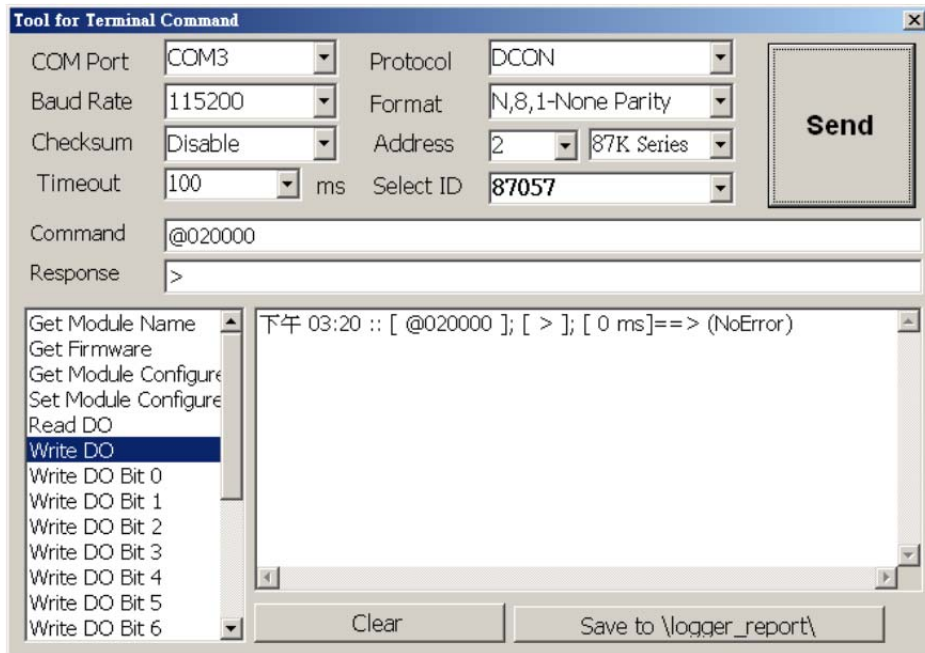 Tool for Terminal Command
COM Port COM3 Protocol DCON
Baud Rate 115200 Format N,8,1-None Parity
Send
Checksum Disable Address 2 87K Series
Timeout 100 ms Select ID 87057
Command @020000
Response >
Get Module Name
Get Firmware
Get Module Configure
Set Module Configure
Read DO
Write DO
Write DO Bit 0
Write DO Bit 1
Write DO Bit 2
Write DO Bit 3
Write DO Bit 4
Write DO Bit 5
Write DO Bit 6
下午 03:20 :: [ @020000 ]; [ > ]; [ 0 ms]==> (NoError)
Clear Save to \logger_report\